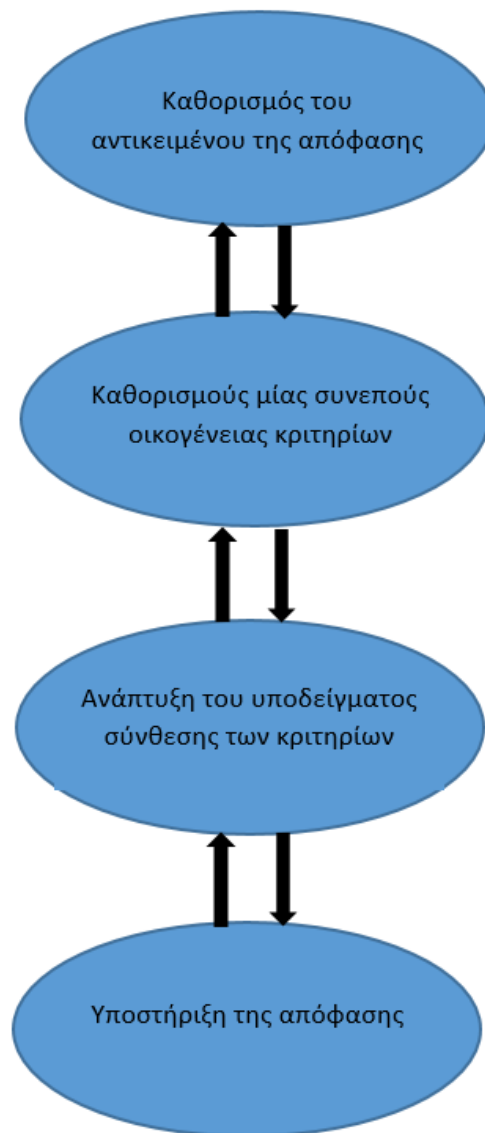 Καθορισμός του
αντικειμένου της απόφασης
Καθορισμούς μίας συνεπούς
οικογένειας κριτηρίων
Ανάπτυξη του υποδείγματος
σύνθεσης των κριτηρίων
Υποστήριξη της απόφασης